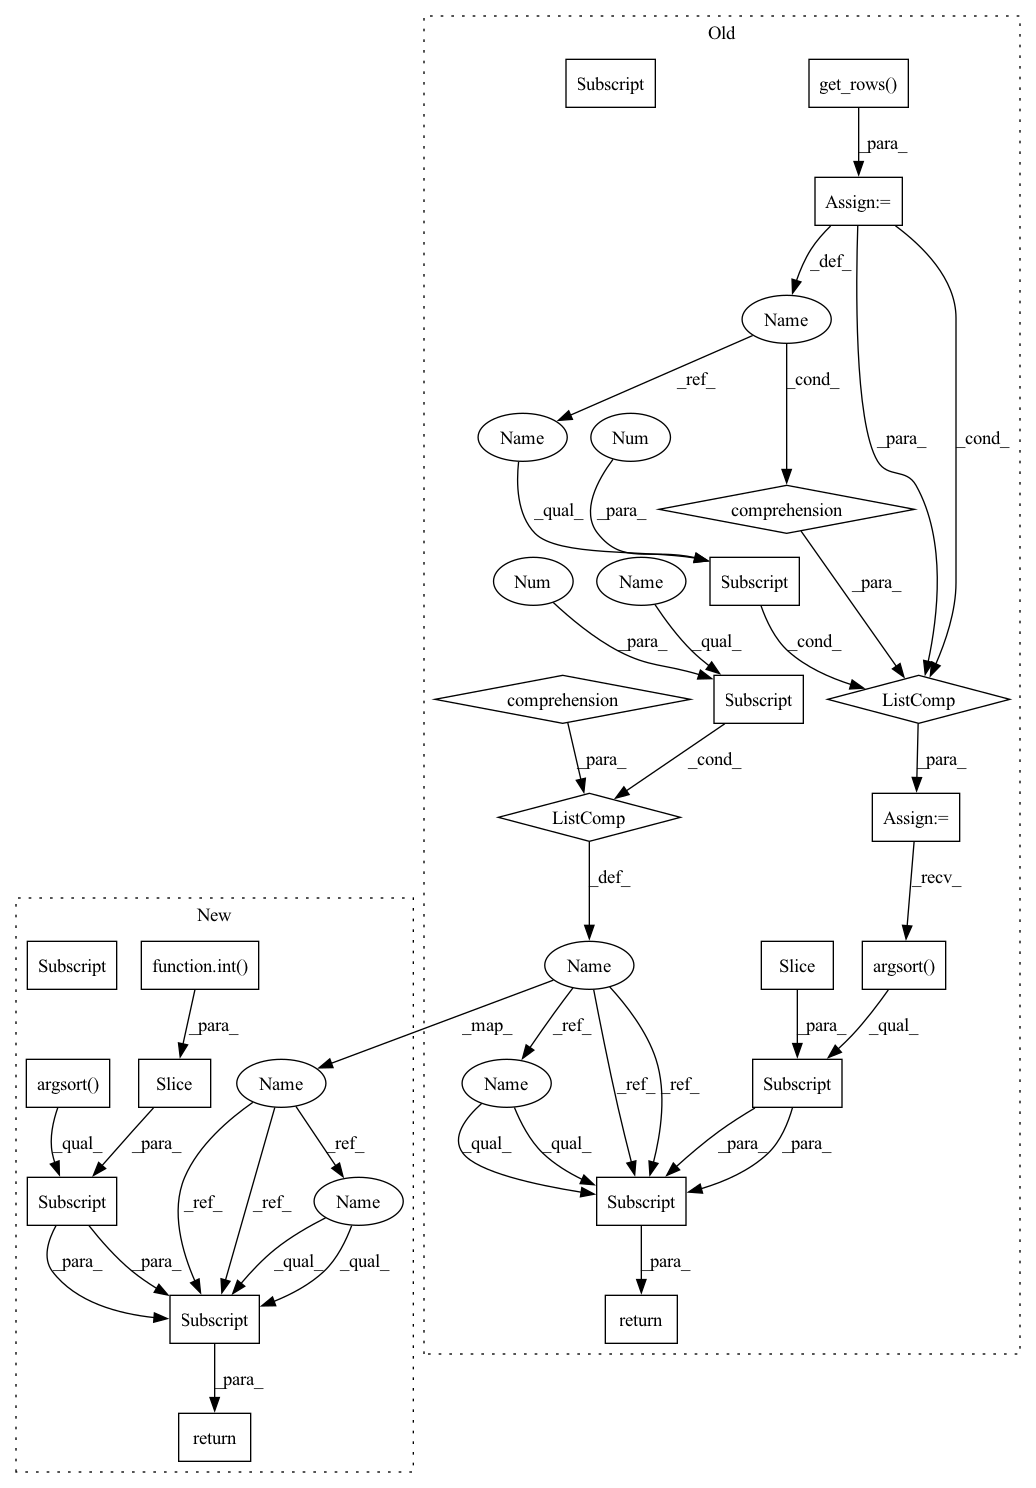 Old
Subscript
get_rows()
_para_
Assign:=
_def_
Name
_ref_
_cond_
_para_
_cond_
Name
Num
_qual_
_para_
comprehension
Num
Name
Subscript
_para_
_para_
_qual_
_cond_
comprehension
Subscript
ListComp
_para_
_cond_
_para_
ListComp
Assign:=
_def_
_recv_
New
Subscript
function.int()
Name
Slice
argsort()
_para_
_map_
_ref_
_para_
_qual_
argsort()
Slice
Name
Name
_ref_
_ref_
Subscript
_qual_
_para_
_ref_
_qual_
_qual_
_para_
_para_
Subscript
_ref_
_ref_
Name
Subscript
_para_
_para_
_qual_
_qual_
_para_
Subscript
return
_para_
return